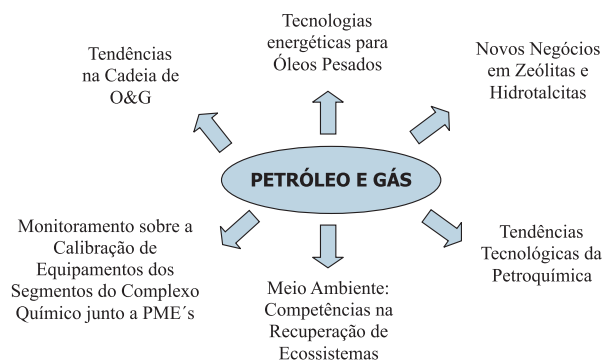 Tendências
na Cadeia de
O&G
Tecnologias
energéticas para
Óleos Pesados
Novos Negócios
em Zeólitas e
Hidrotalcitas
PETRÓLEO E GÁS
Monitoramento sobre a
Calibração de
Equipamentos dos
Segmentos do Complexo
Químico junto a PME´s
Meio Ambiente:
Competências na
Recuperação de
Ecossistemas
Tendências
Tecnológicas da
Petroquímica